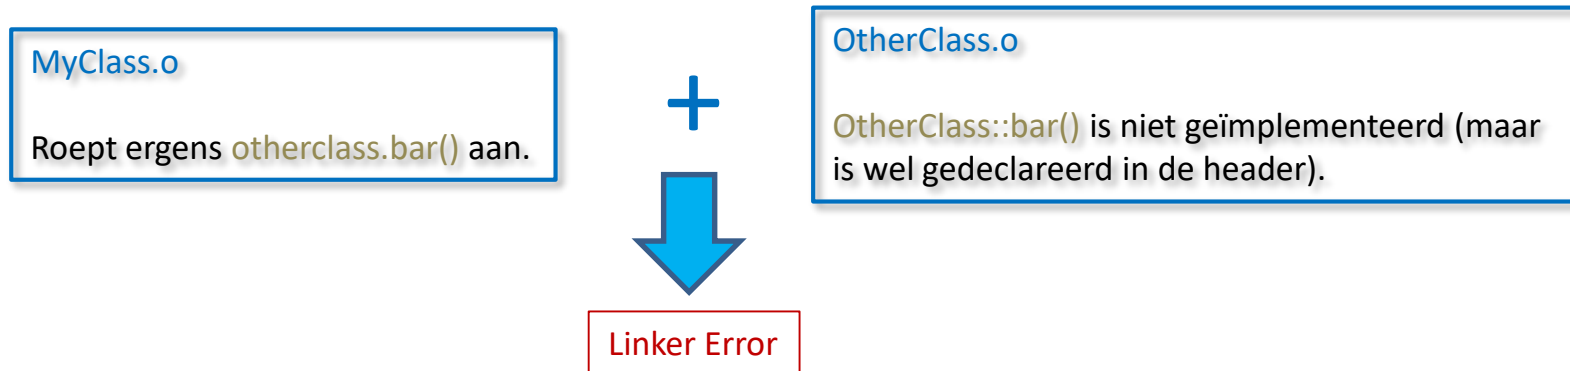 MyClass.o
Roept ergens otherclass.bar() aan.
+
OtherClass.o
OtherClass::bar() is niet geïmplementeerd (maar
is wel gedeclareerd in de header).
Linker Error